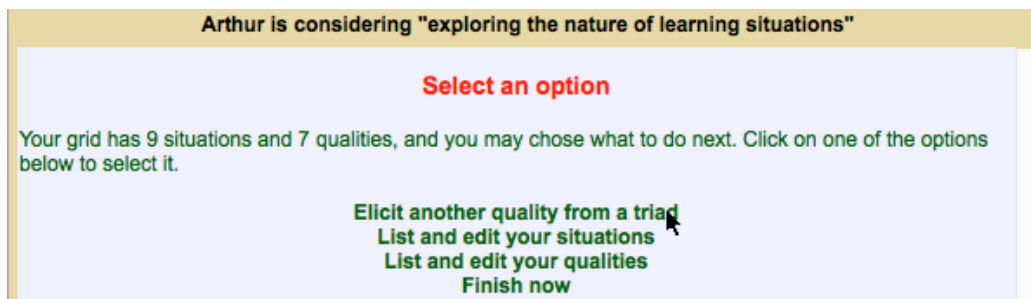 Arthur is considering "exploring the nature of learning situations"
Select an option
Your grid has 9 situations and 7 qualities, and you may chose what to do next. Click on one of the options
below to select it.
Elicit another quality from a triad
List and edit your situations
List and edit your qualities
Finish now